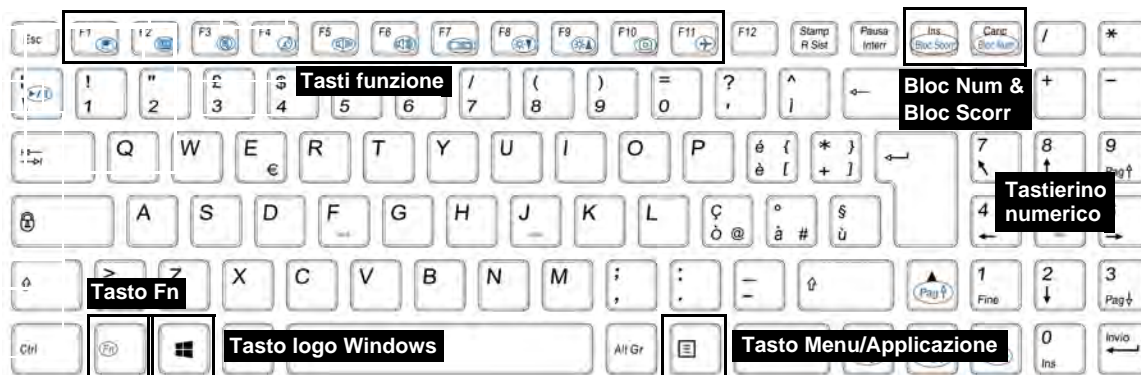 Esc F1 F2 F3 F4 F5 F6 F7 F8 F9 F10 F11 F12 Stamp R Sist Pausa Interr Ins Bloc Scorr Canc Bloc Num / *
Tasti funzione
! 1 " 2 £ 3 $ 4 5 6 / 7 ( 8 ) 9 = 0 ? ' ^ ì + -
Bloc Num &
Bloc Scorr
Q W E € R T Y U I O P é { è [ * } + ] 7 8 9 Pag
Tastierino
numerico
A S D F G H J K L ç ò @ ° à # § ù 4
Z X C V B N M ; , : . _ - Pag 1 Fine 2 3 Pag
Tasto Fn
Ctrl Fn Alt Gr 0 Ins Invio
Tasto logo Windows
Tasto Menu/Applicazione